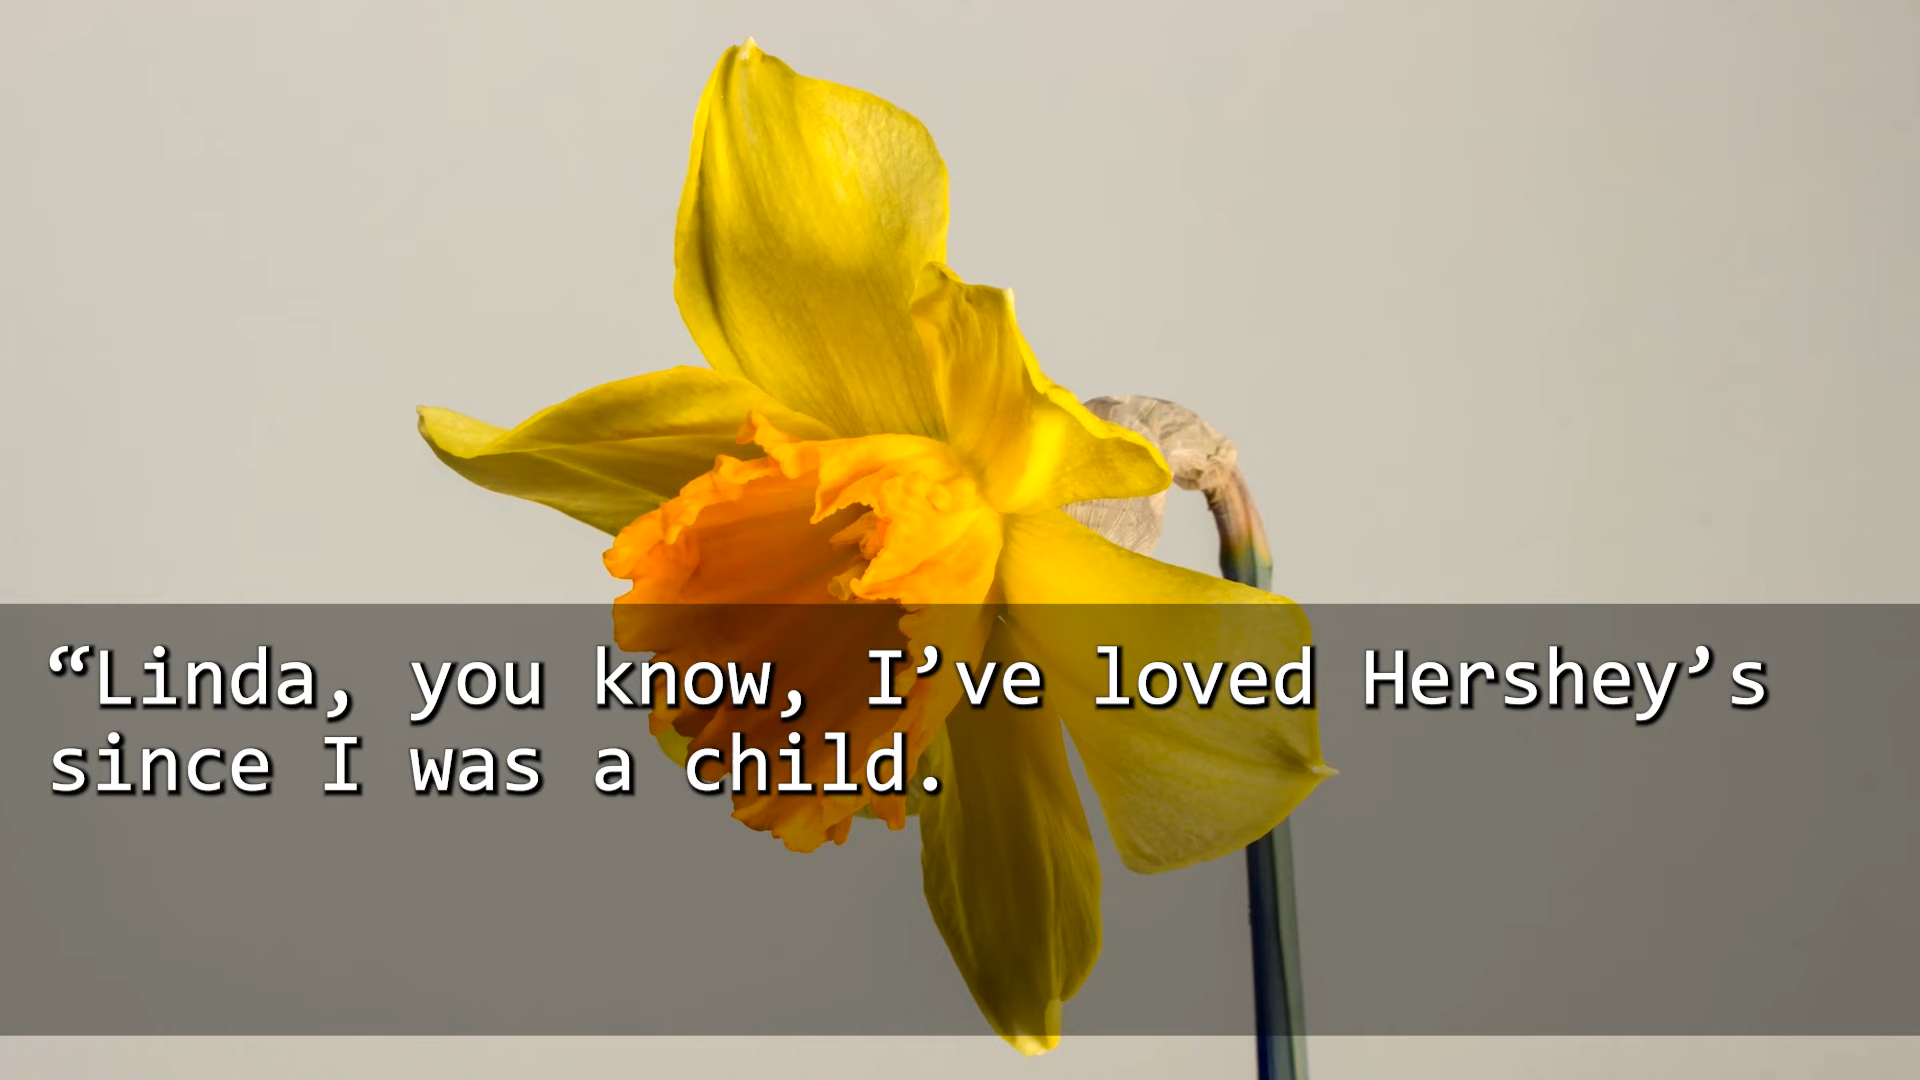 “Linda, you know, I’ve loved Hershey’s
since I was a child.